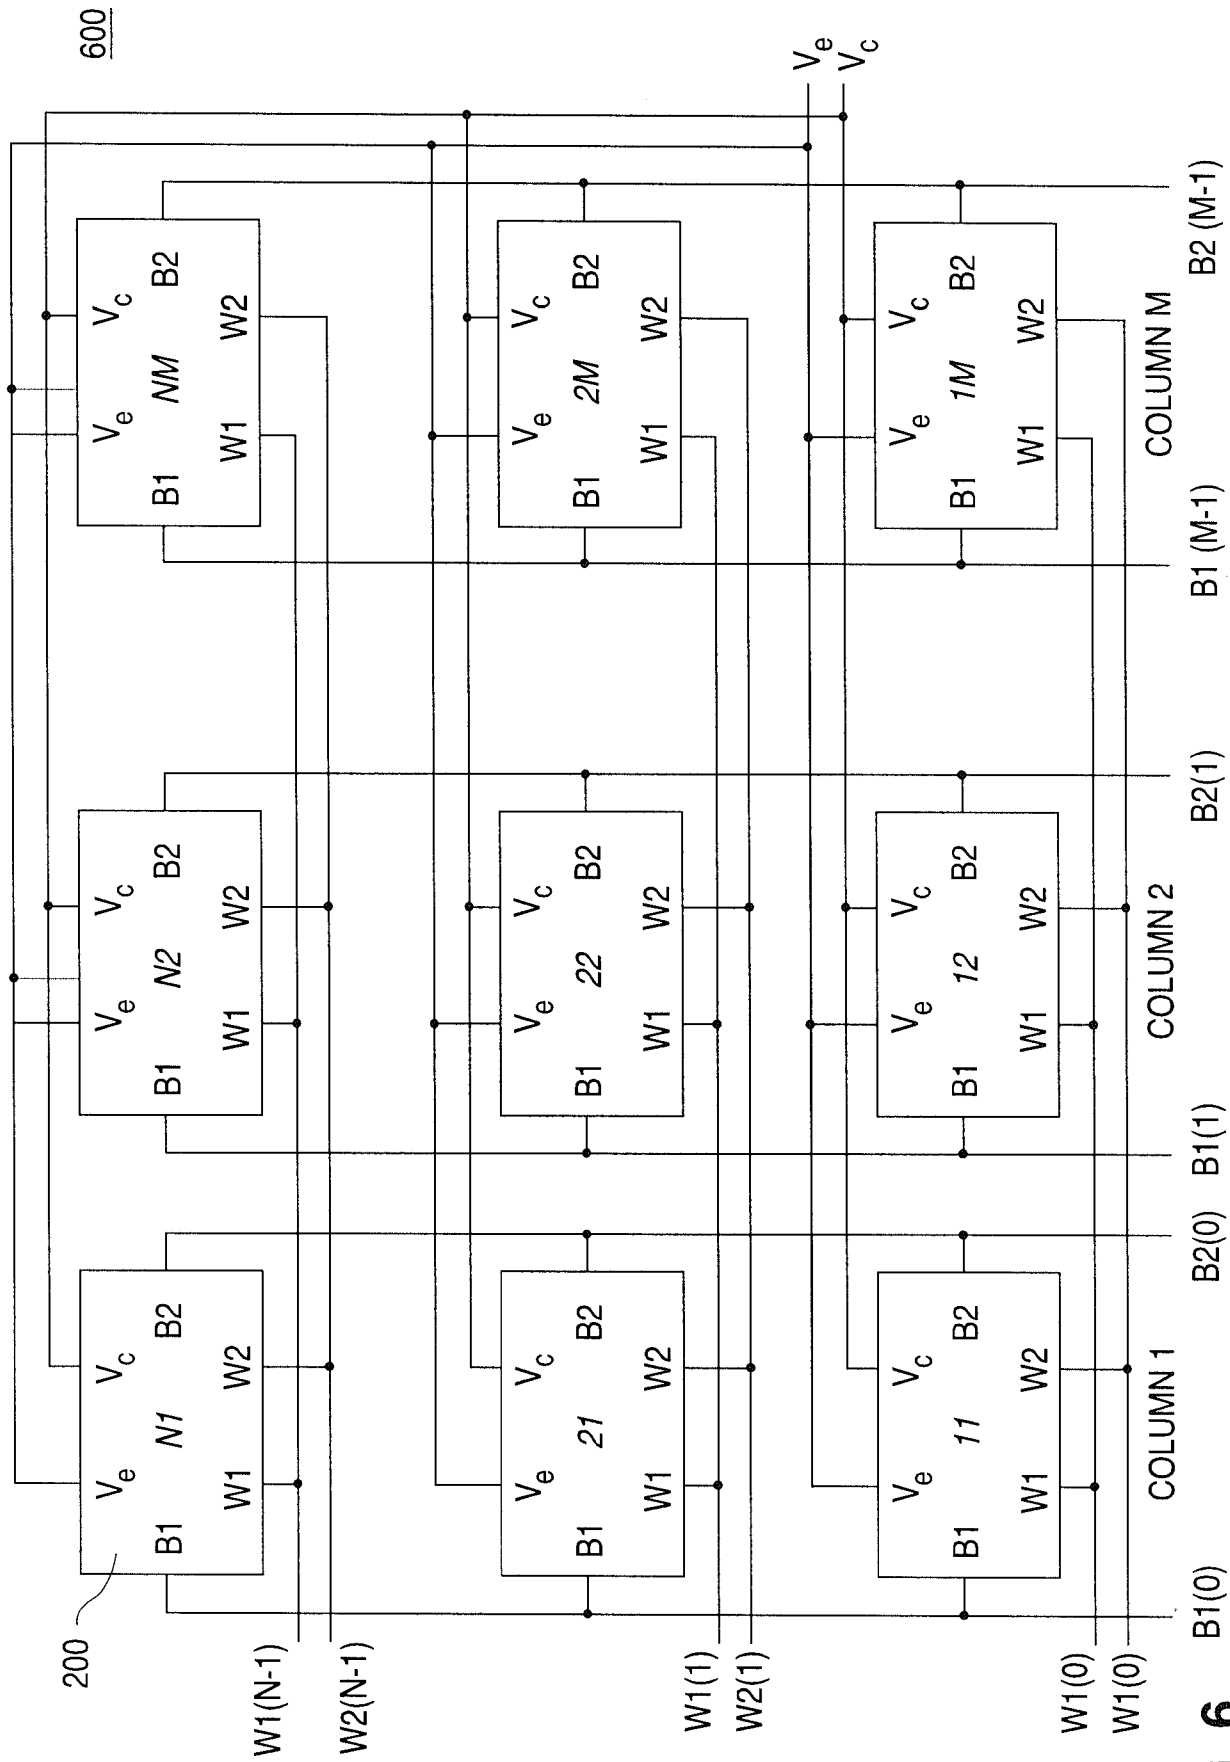 600
200
Ve Vc Ve Vc Ve Vc
B1 N1 B2 B1 N2 B2 B1 NM B2
W1 W2 W1 W2 W1 W2
W1(N-1)
W2(N-1)
Ve Vc Ve Vc Ve Vc
B1 21 B2 B1 22 B2 B1 2M B2
W1 W2 W1 W2 W1 W2
W1(1)
W2(1)
Ve
Vc
Ve Vc Ve Vc Ve Vc
B1 11 B2 B1 12 B2 B1 1M B2
W1 W2 W1 W2 W1 W2
W1(0)
W1(0)
COLUMN 1 COLUMN 2 COLUMN M
B1(0) B2(0) B1(1) B2(1) B1 (M-1) B2 (M-1)
6